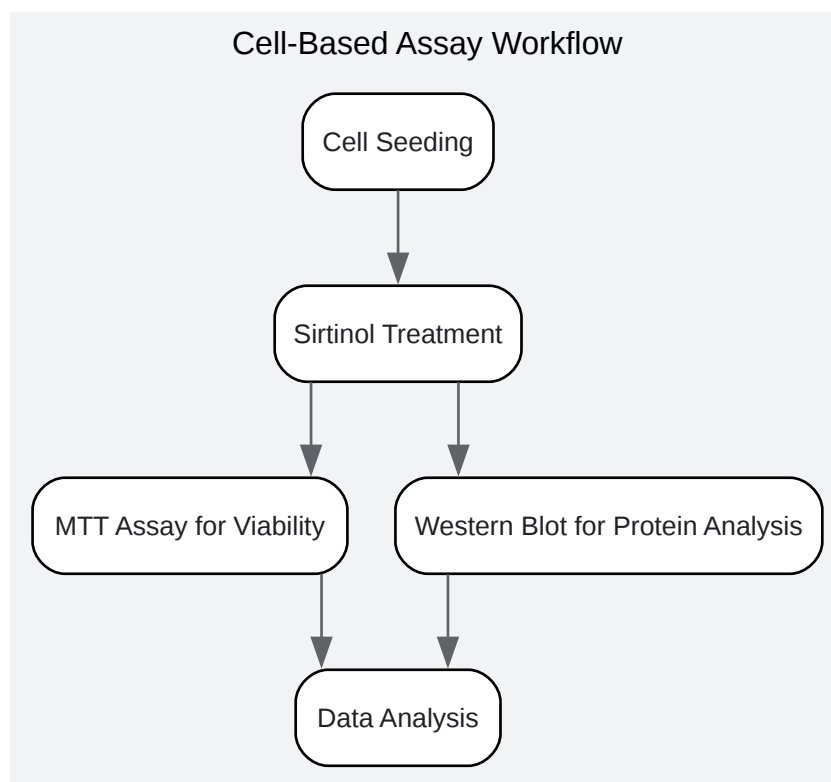 Cell-Based Assay Workflow
Cell Seeding
Sirtinol Treatment
MTT Assay for Viability
Western Blot for Protein Analysis
Data Analysis